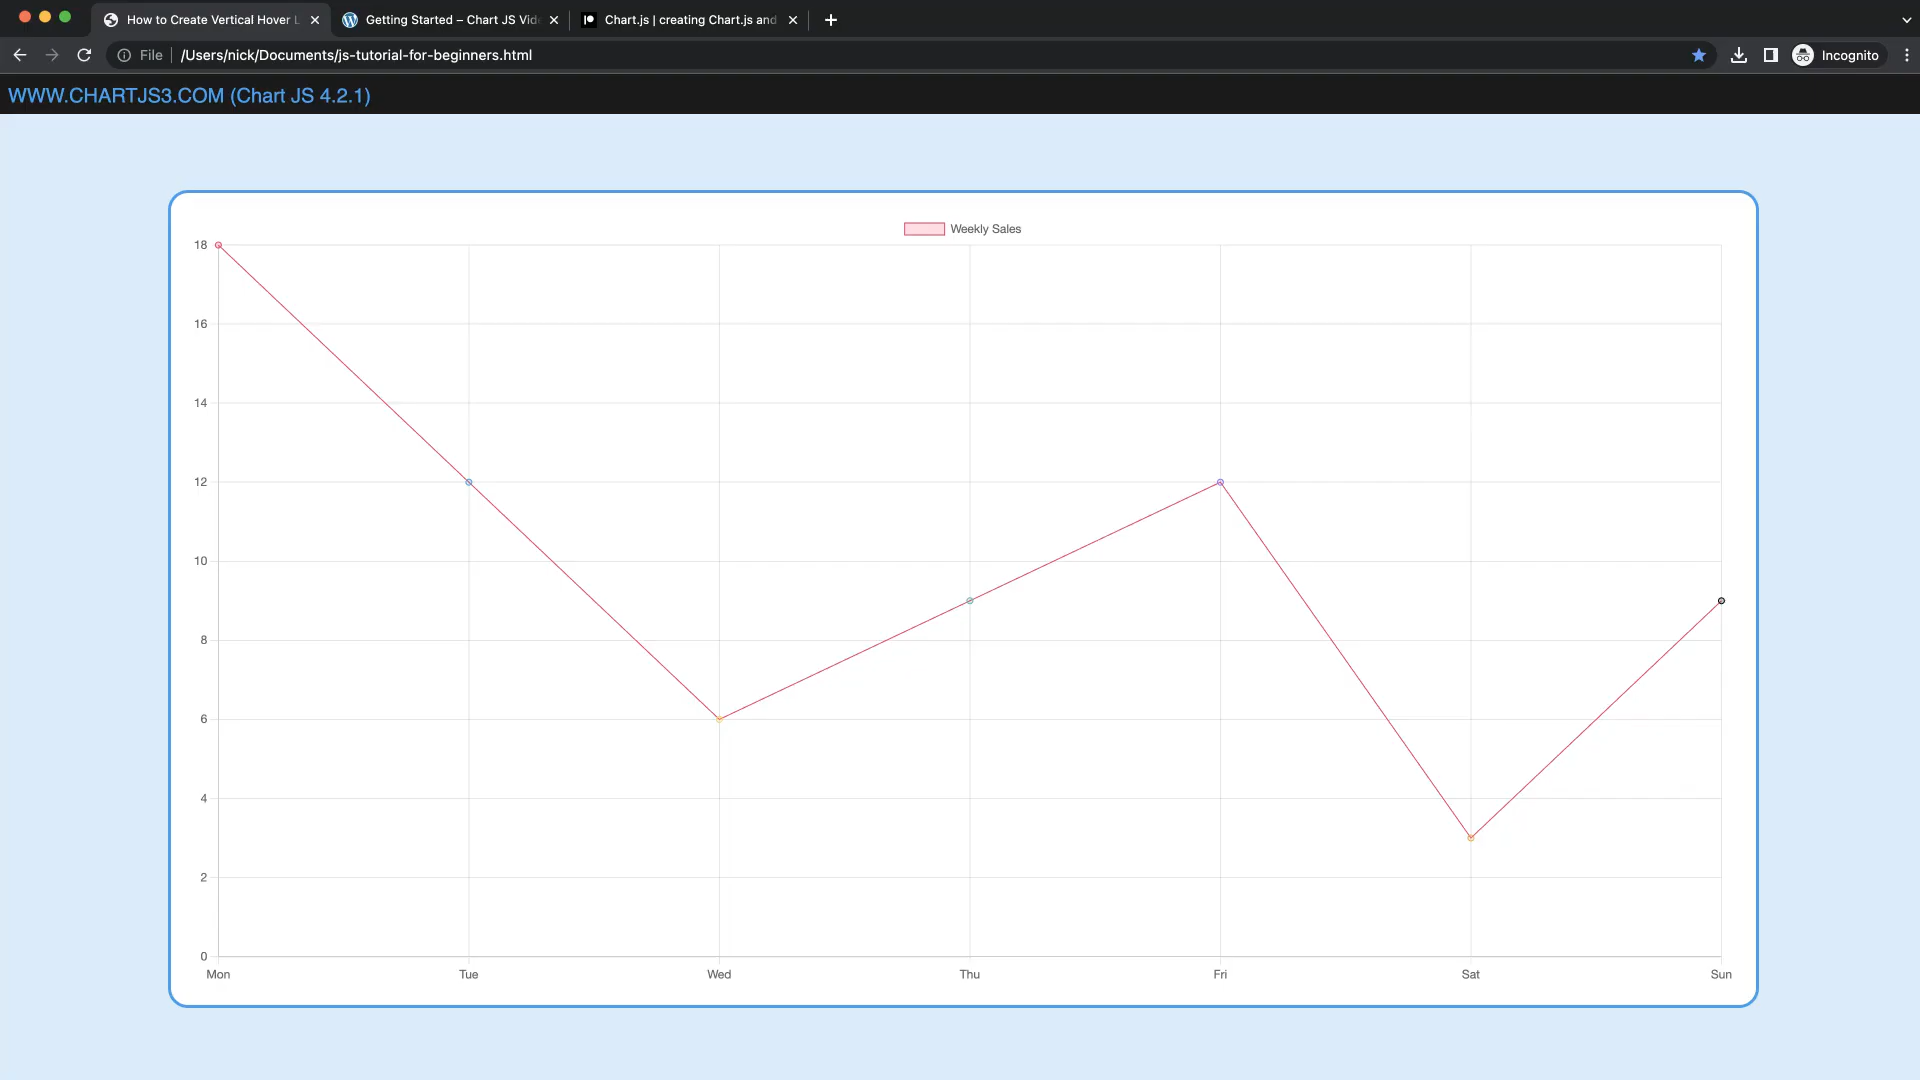 How to Create Vertical Hover L
Getting Started – Chart JS Vid
Chart.js | creating Chart.js and
File
/Users/nick/Documents/js-tutorial-for-beginners.html
Incognito
WWW.CHARTJS3.COM (Chart JS 4.2.1)
Weekly Sales
18
16
14
12
10
8
6
4
2
0
Mon Tue Wed Thu Fri Sat Sun